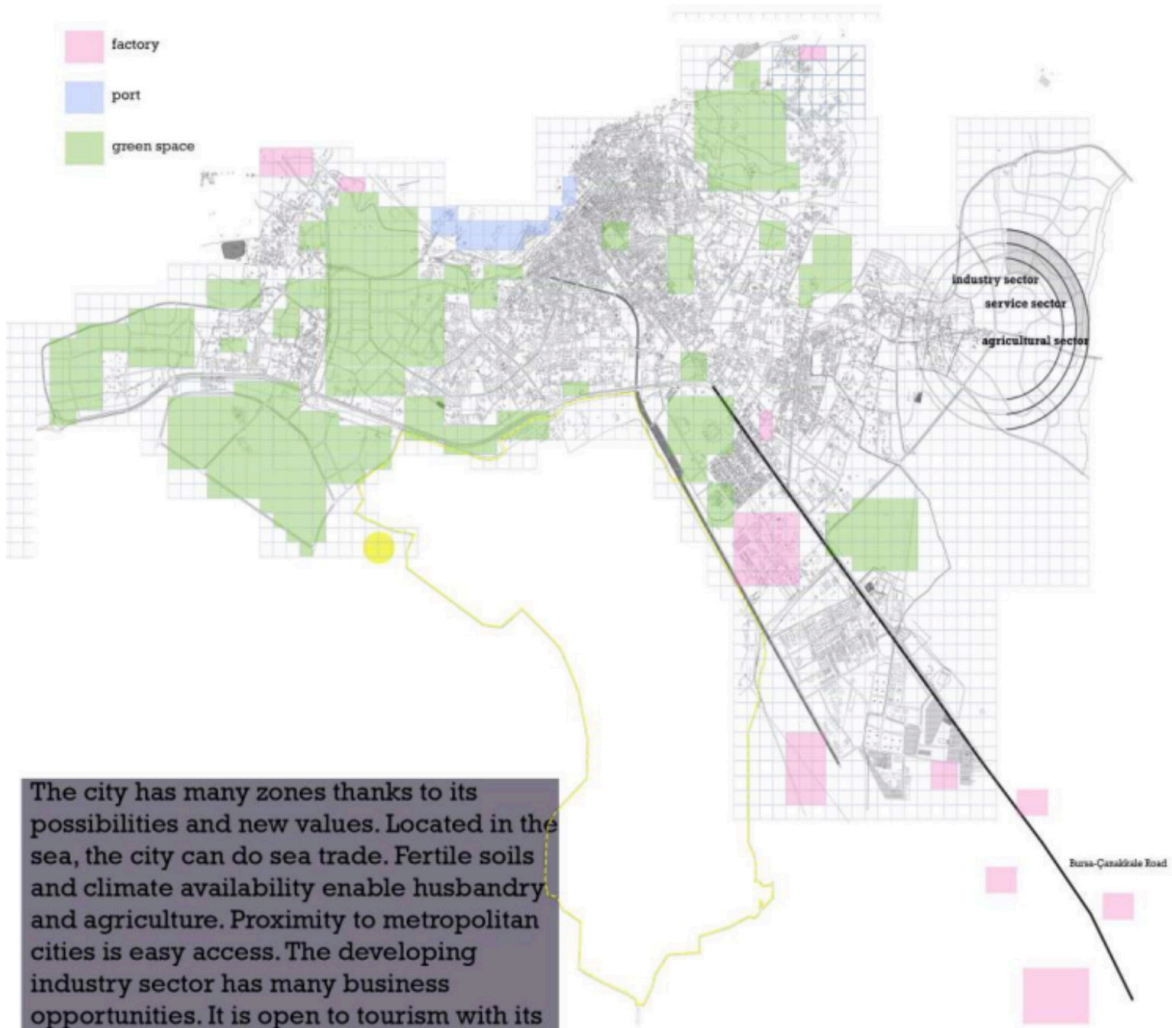 factory
port
green space
industry sector
service sector
agricultural sector
Bursa-Çanakkale Road
The city has many zones thanks to its
possibilities and new values. Located in the
sea, the city can do sea trade. Fertile soils
and climate availability enable husbandry
and agriculture. Proximity to metropolitan
cities is easy access. The developing
industry sector has many business
opportunities. It is open to tourism with its